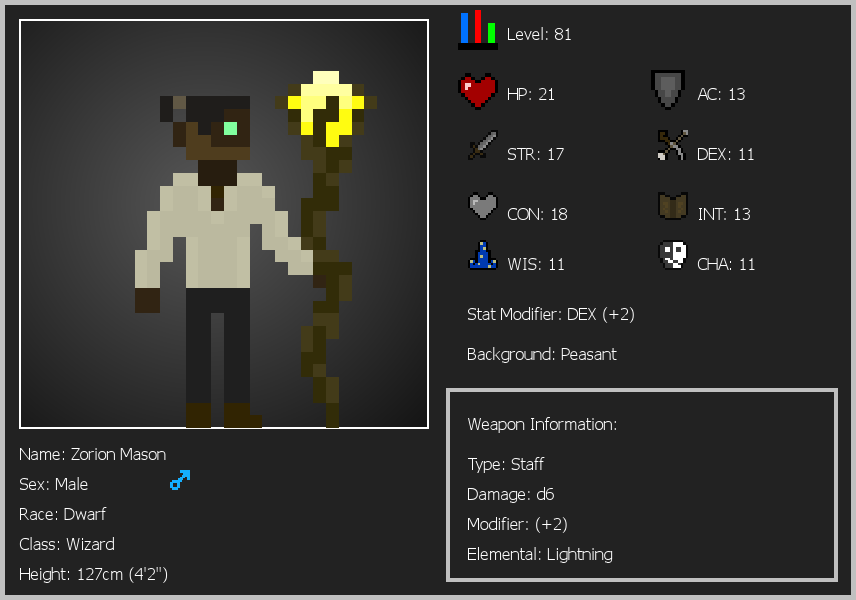 Level: 81
HP: 21
AC: 13
STR: 17
DEX: 11
CON: 18
INT: 13
WIS: 11
CHA: 11
Stat Modifier: DEX (+2)
Background: Peasant
Weapon Information:
Type: Staff
Damage: d6
Modifier: (+2)
Elemental: Lightning
Name: Zorion Mason
Sex: Male
Race: Dwarf
Class: Wizard
Height: 127cm (4'2")